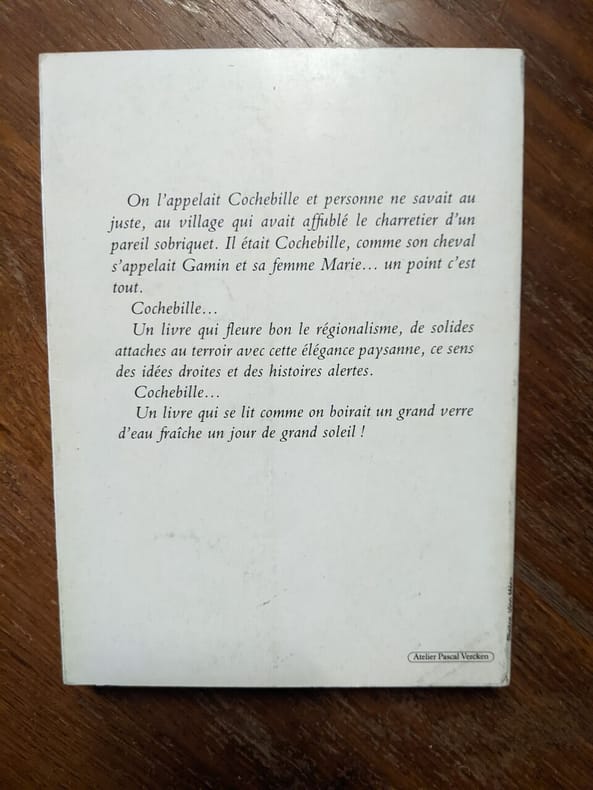 On l'appelait Cochebille et personne ne savait au
juste, au village qui avait affublé le charretier d'un
pareil sobriquet. Il était Cochebille, comme son cheval
s'appelait Gamin et sa femme Marie... un point c'est
tout.
Cochebille...
Un livre qui fleure bon le régionalisme, de solides
attaches au terroir avec cette élégance paysanne, ce sens
des idées droites et des histoires alertes.
Cochebille...
Un livre qui se lit comme on boirait un grand verre
d'eau fraîche un jour de grand soleil !
Atelier Pascal Vercken